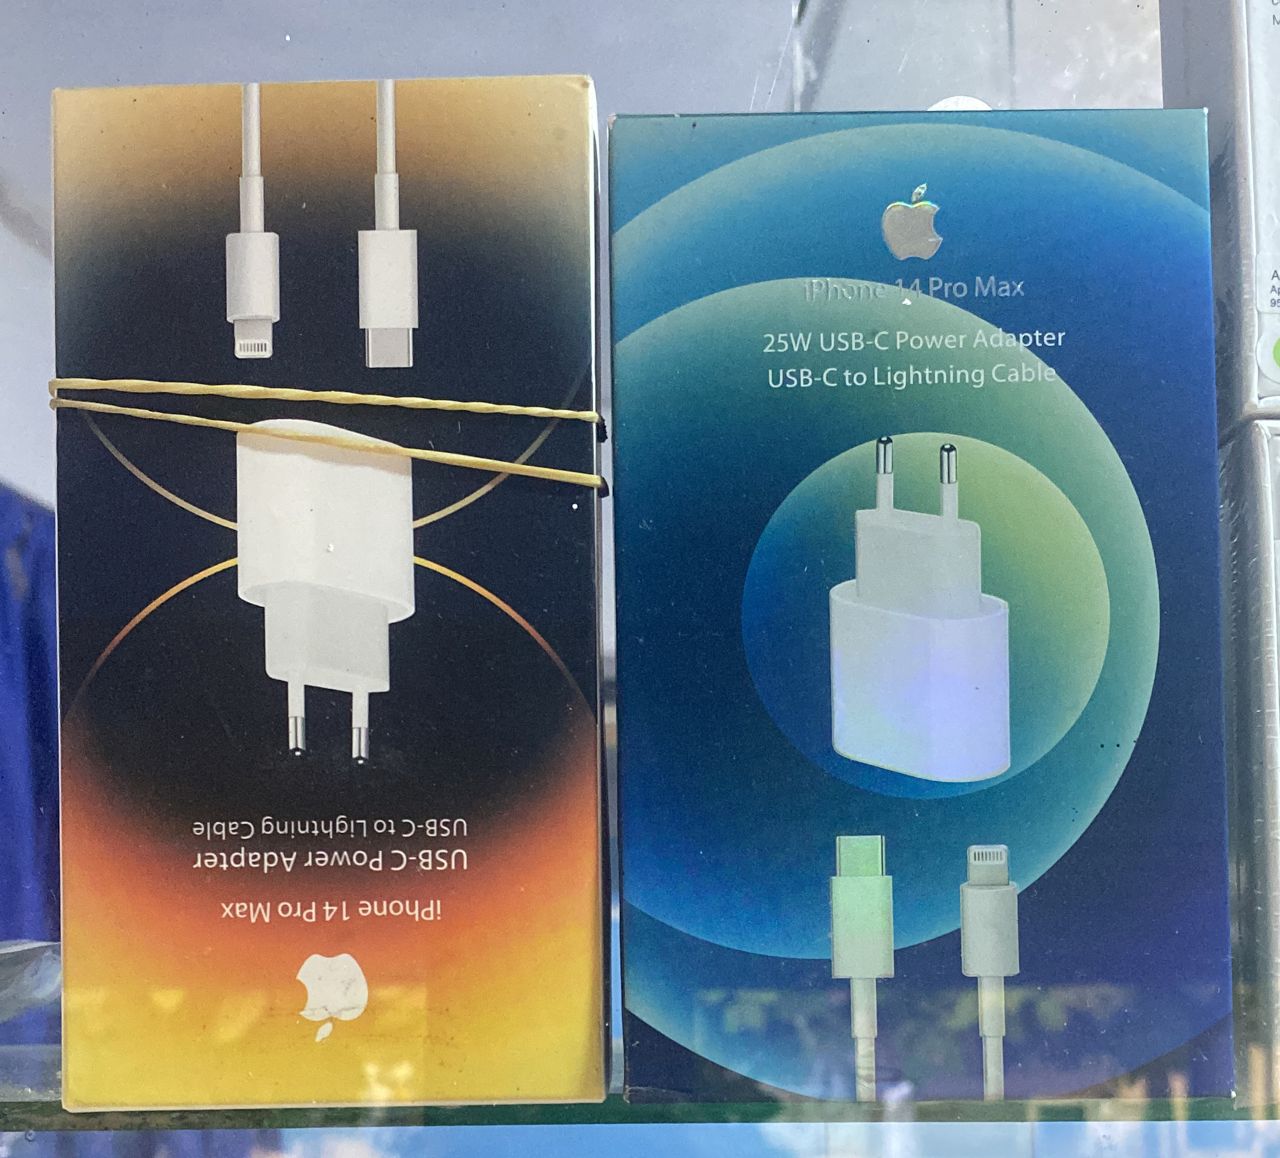 USB-C to Lightning Cable
USB-C Power Adapter
iPhone 14 Pro Max
iPhone 14 Pro Max
25W USB-C Power Adapter
USB-C to Lightning Cable